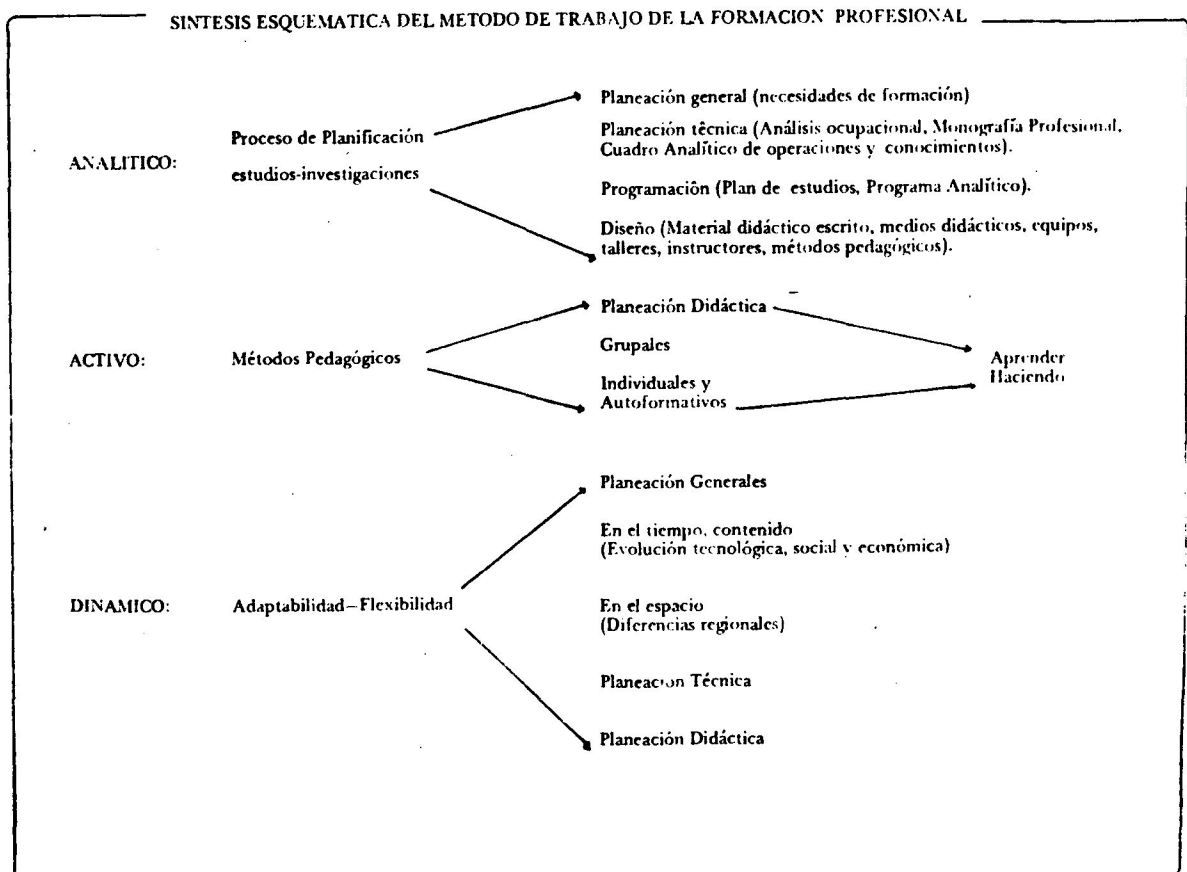 SINTESIS ESQUEMATICA DEL METODO DE TRABAJO DE LA FORMACION PROFESIONAL
ANALITICO:
Proceso de Planificación
estudios-investigaciones
Planeación general (necesidades de formación)
Planeación técnica (Análisis ocupacional, Monografía Profesional,
Cuadro Analítico de operaciones y conocimientos).
Programación (Plan de estudios, Programa Analítico).
Diseño (Material didáctico escrito, medios didácticos, equipos,
talleres, instructores, métodos pedagógicos).
ACTIVO:
Métodos Pedagógicos
Planeación Didáctica
Grupales
Individuales y
Autoformativos
Aprender
Haciendo
DINAMICO:
Adaptabilidad–Flexibilidad
Planeación Generales
En el tiempo, contenido
(Evolución tecnológica, social y económica)
En el espacio
(Diferencias regionales)
Planeacion Técnica
Planeación Didáctica